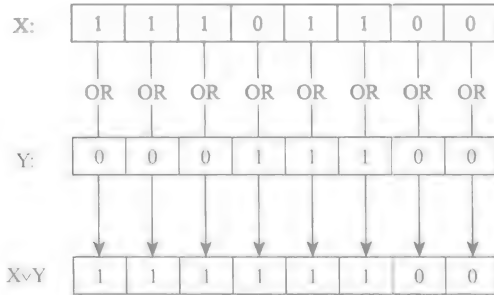 X: 1 1 1 0 1 1 0 0
OR OR OR OR OR OR OR OR
Y: 0 0 0 1 1 1 0 0
X∨Y 1 1 1 1 1 1 0 0